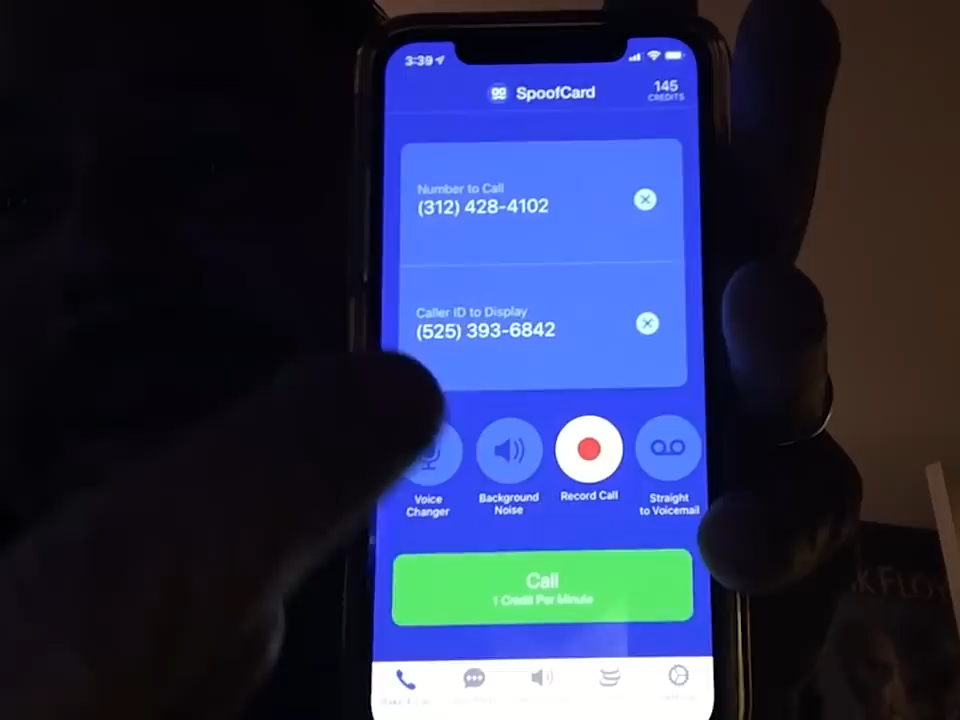 3:39
SpoofCard
145
CREDITS
Number to Call
(312) 428-4102
Caller ID to Display
(525) 393-6842
Voice
Changer
Background
Noise
Record Call
Straight
to Voicemail
Call
1 Credit Per Minute